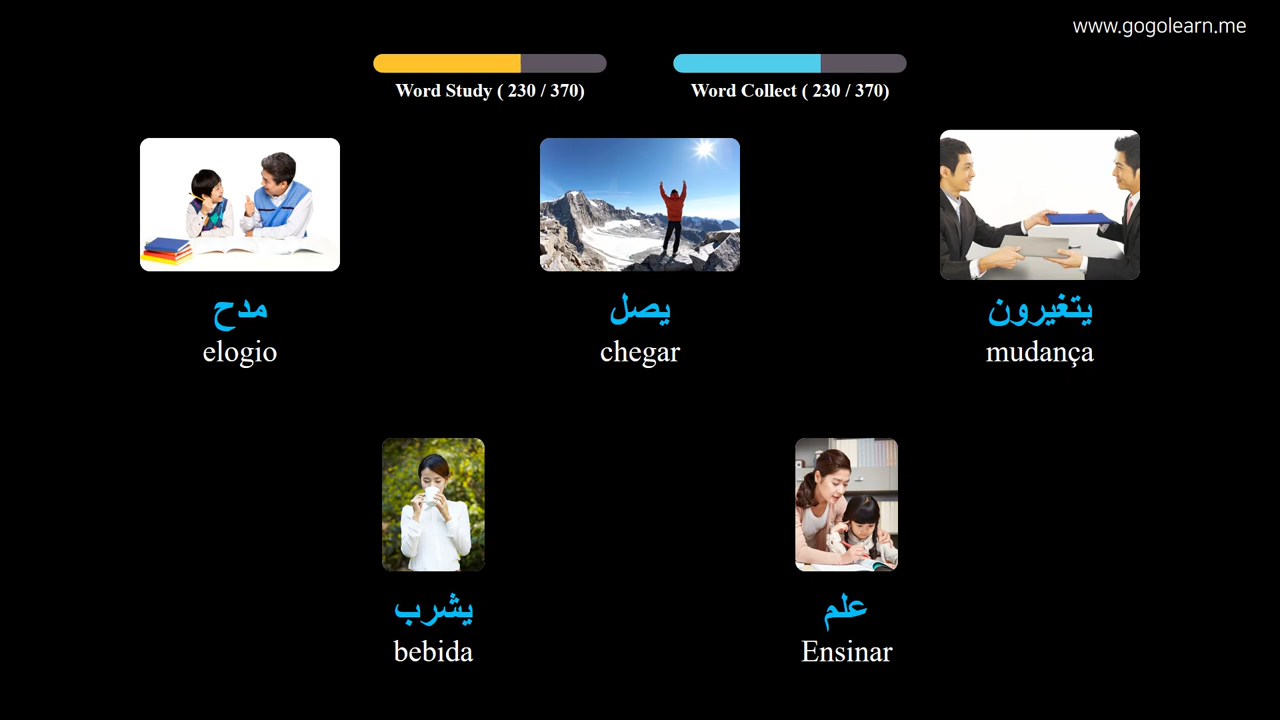 www.gogolearn.me
Word Study ( 230 / 370)
Word Collect ( 230 / 370)
مدح
elogio
يصل
chegar
يتغيرون
mudança
يشرب
bebida
علم
Ensinar